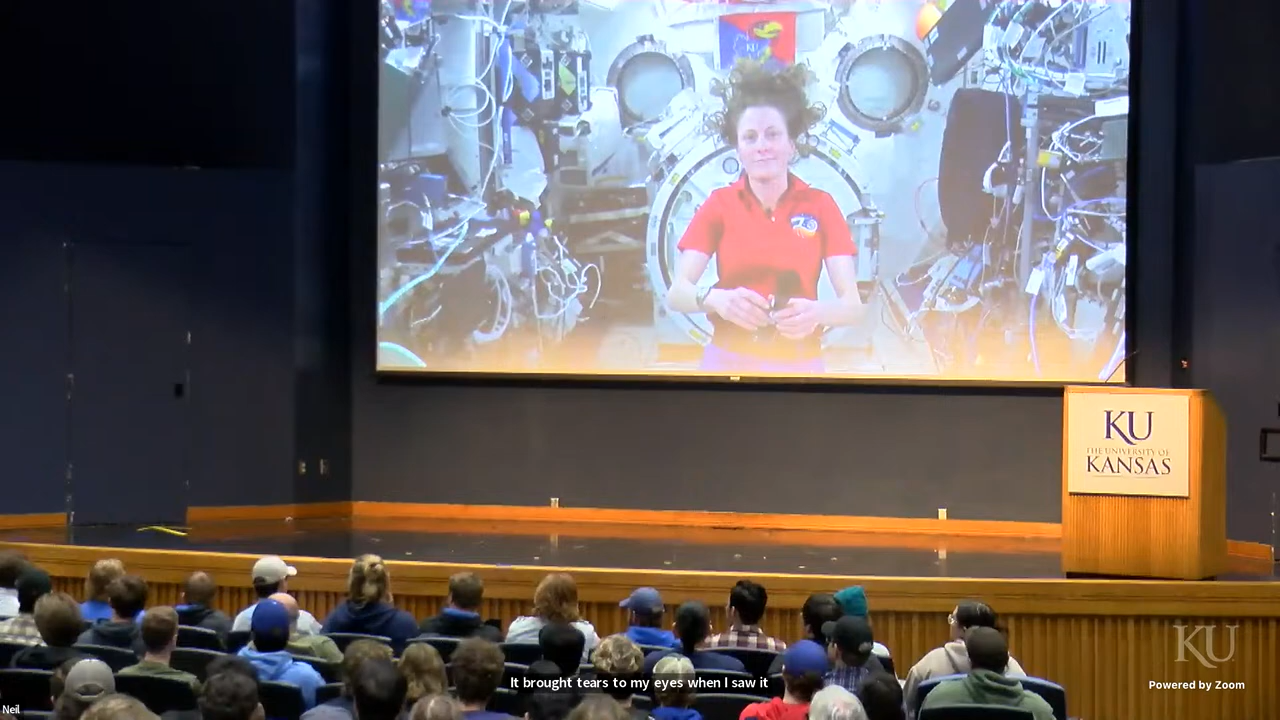 KU
KU
THE UNIVERSITY OF
KANSAS
KU
Powered by Zoom
It brought tears to my eyes when I saw it
Neil